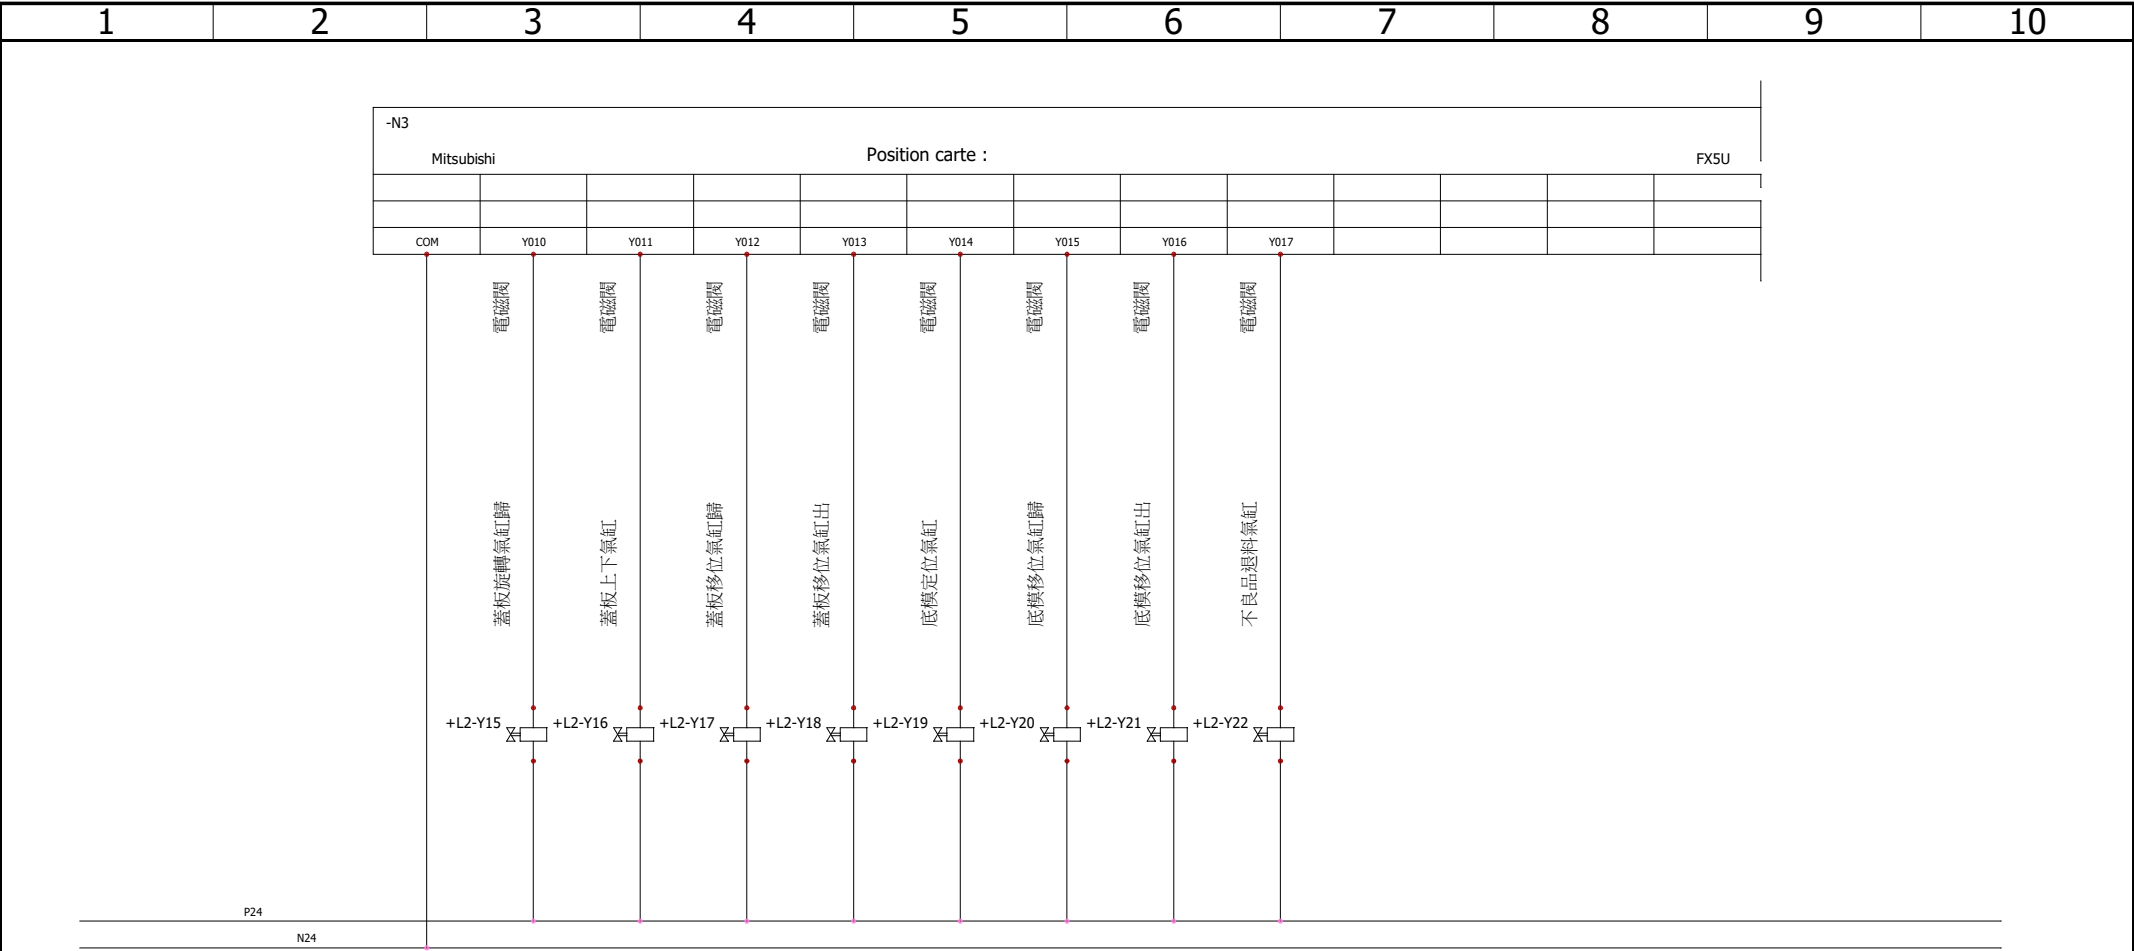 1 2 3 4 5 6 7 8 9 10
-N3
Mitsubishi Position carte : FX5U
COM Y010 Y011 Y012 Y013 Y014 Y015 Y016 Y017
電磁閥 電磁閥 電磁閥 電磁閥 電磁閥 電磁閥 電磁閥 電磁閥
蓋板旋轉氣缸歸
蓋板上下氣缸
蓋板移位氣缸歸
蓋板移位氣缸出
底模定位氣缸
底模移位氣缸歸
底模移位氣缸出
不良品退料氣缸
+L2-Y15 +L2-Y16 +L2-Y17 +L2-Y18 +L2-Y19 +L2-Y20 +L2-Y21 +L2-Y22
P24
N24